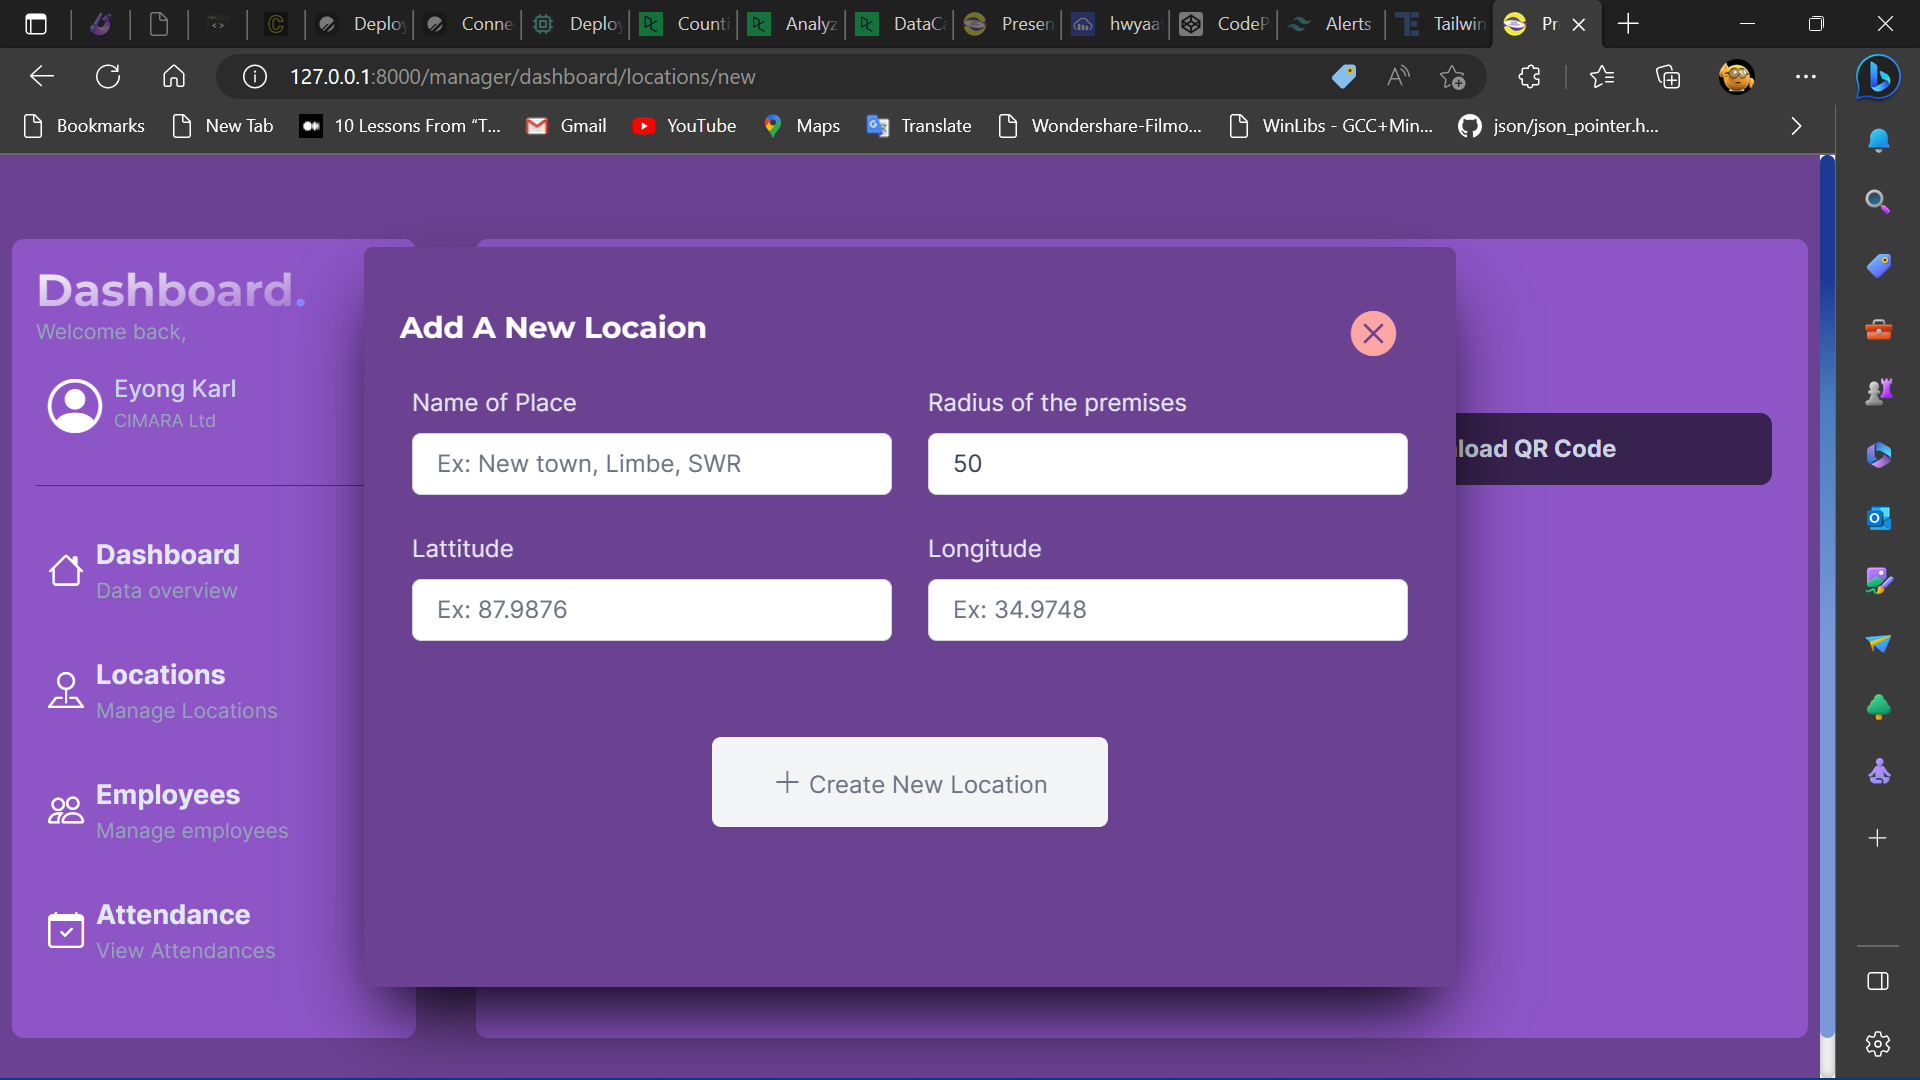 Deploy
Conne
Deploy
Counti
Analyz
DataCa
Presen
hwyaa
CodeP
Alerts
Tailwin
Pr
127.0.0.1:8000/manager/dashboard/locations/new
Bookmarks
New Tab
10 Lessons From “T...
Gmail
YouTube
Maps
Translate
Wondershare-Filmo...
WinLibs - GCC+Min...
json/json_pointer.h...
Dashboard.
Welcome back,
Eyong Karl
CIMARA Ltd
Dashboard
Data overview
Locations
Manage Locations
Employees
Manage employees
Attendance
View Attendances
Add A New Locaion
Name of Place
Radius of the premises
Ex: New town, Limbe, SWR
50
Lattitude
Longitude
Ex: 87.9876
Ex: 34.9748
Create New Location
load QR Code